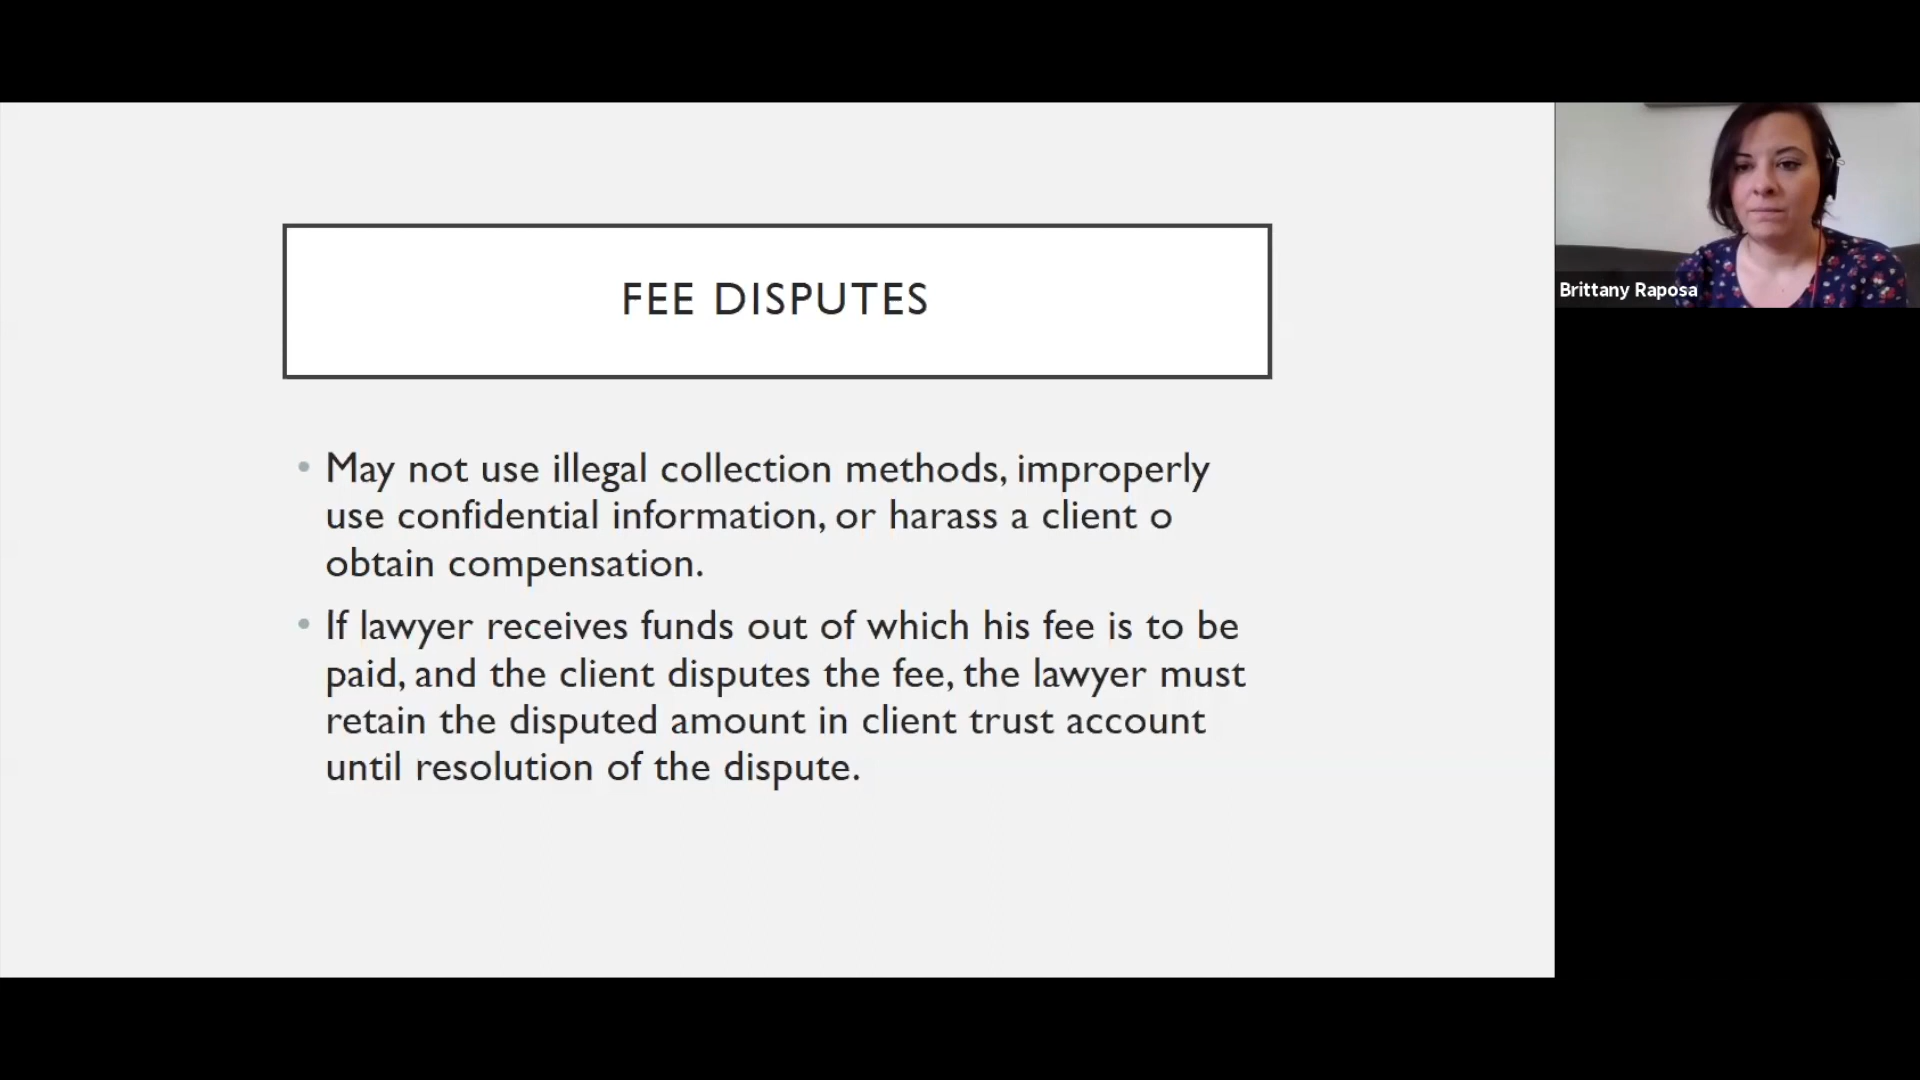 FEE DISPUTES
• May not use illegal collection methods, improperly
use confidential information, or harass a client o
obtain compensation.
• If lawyer receives funds out of which his fee is to be
paid, and the client disputes the fee, the lawyer must
retain the disputed amount in client trust account
until resolution of the dispute.
Brittany Raposa